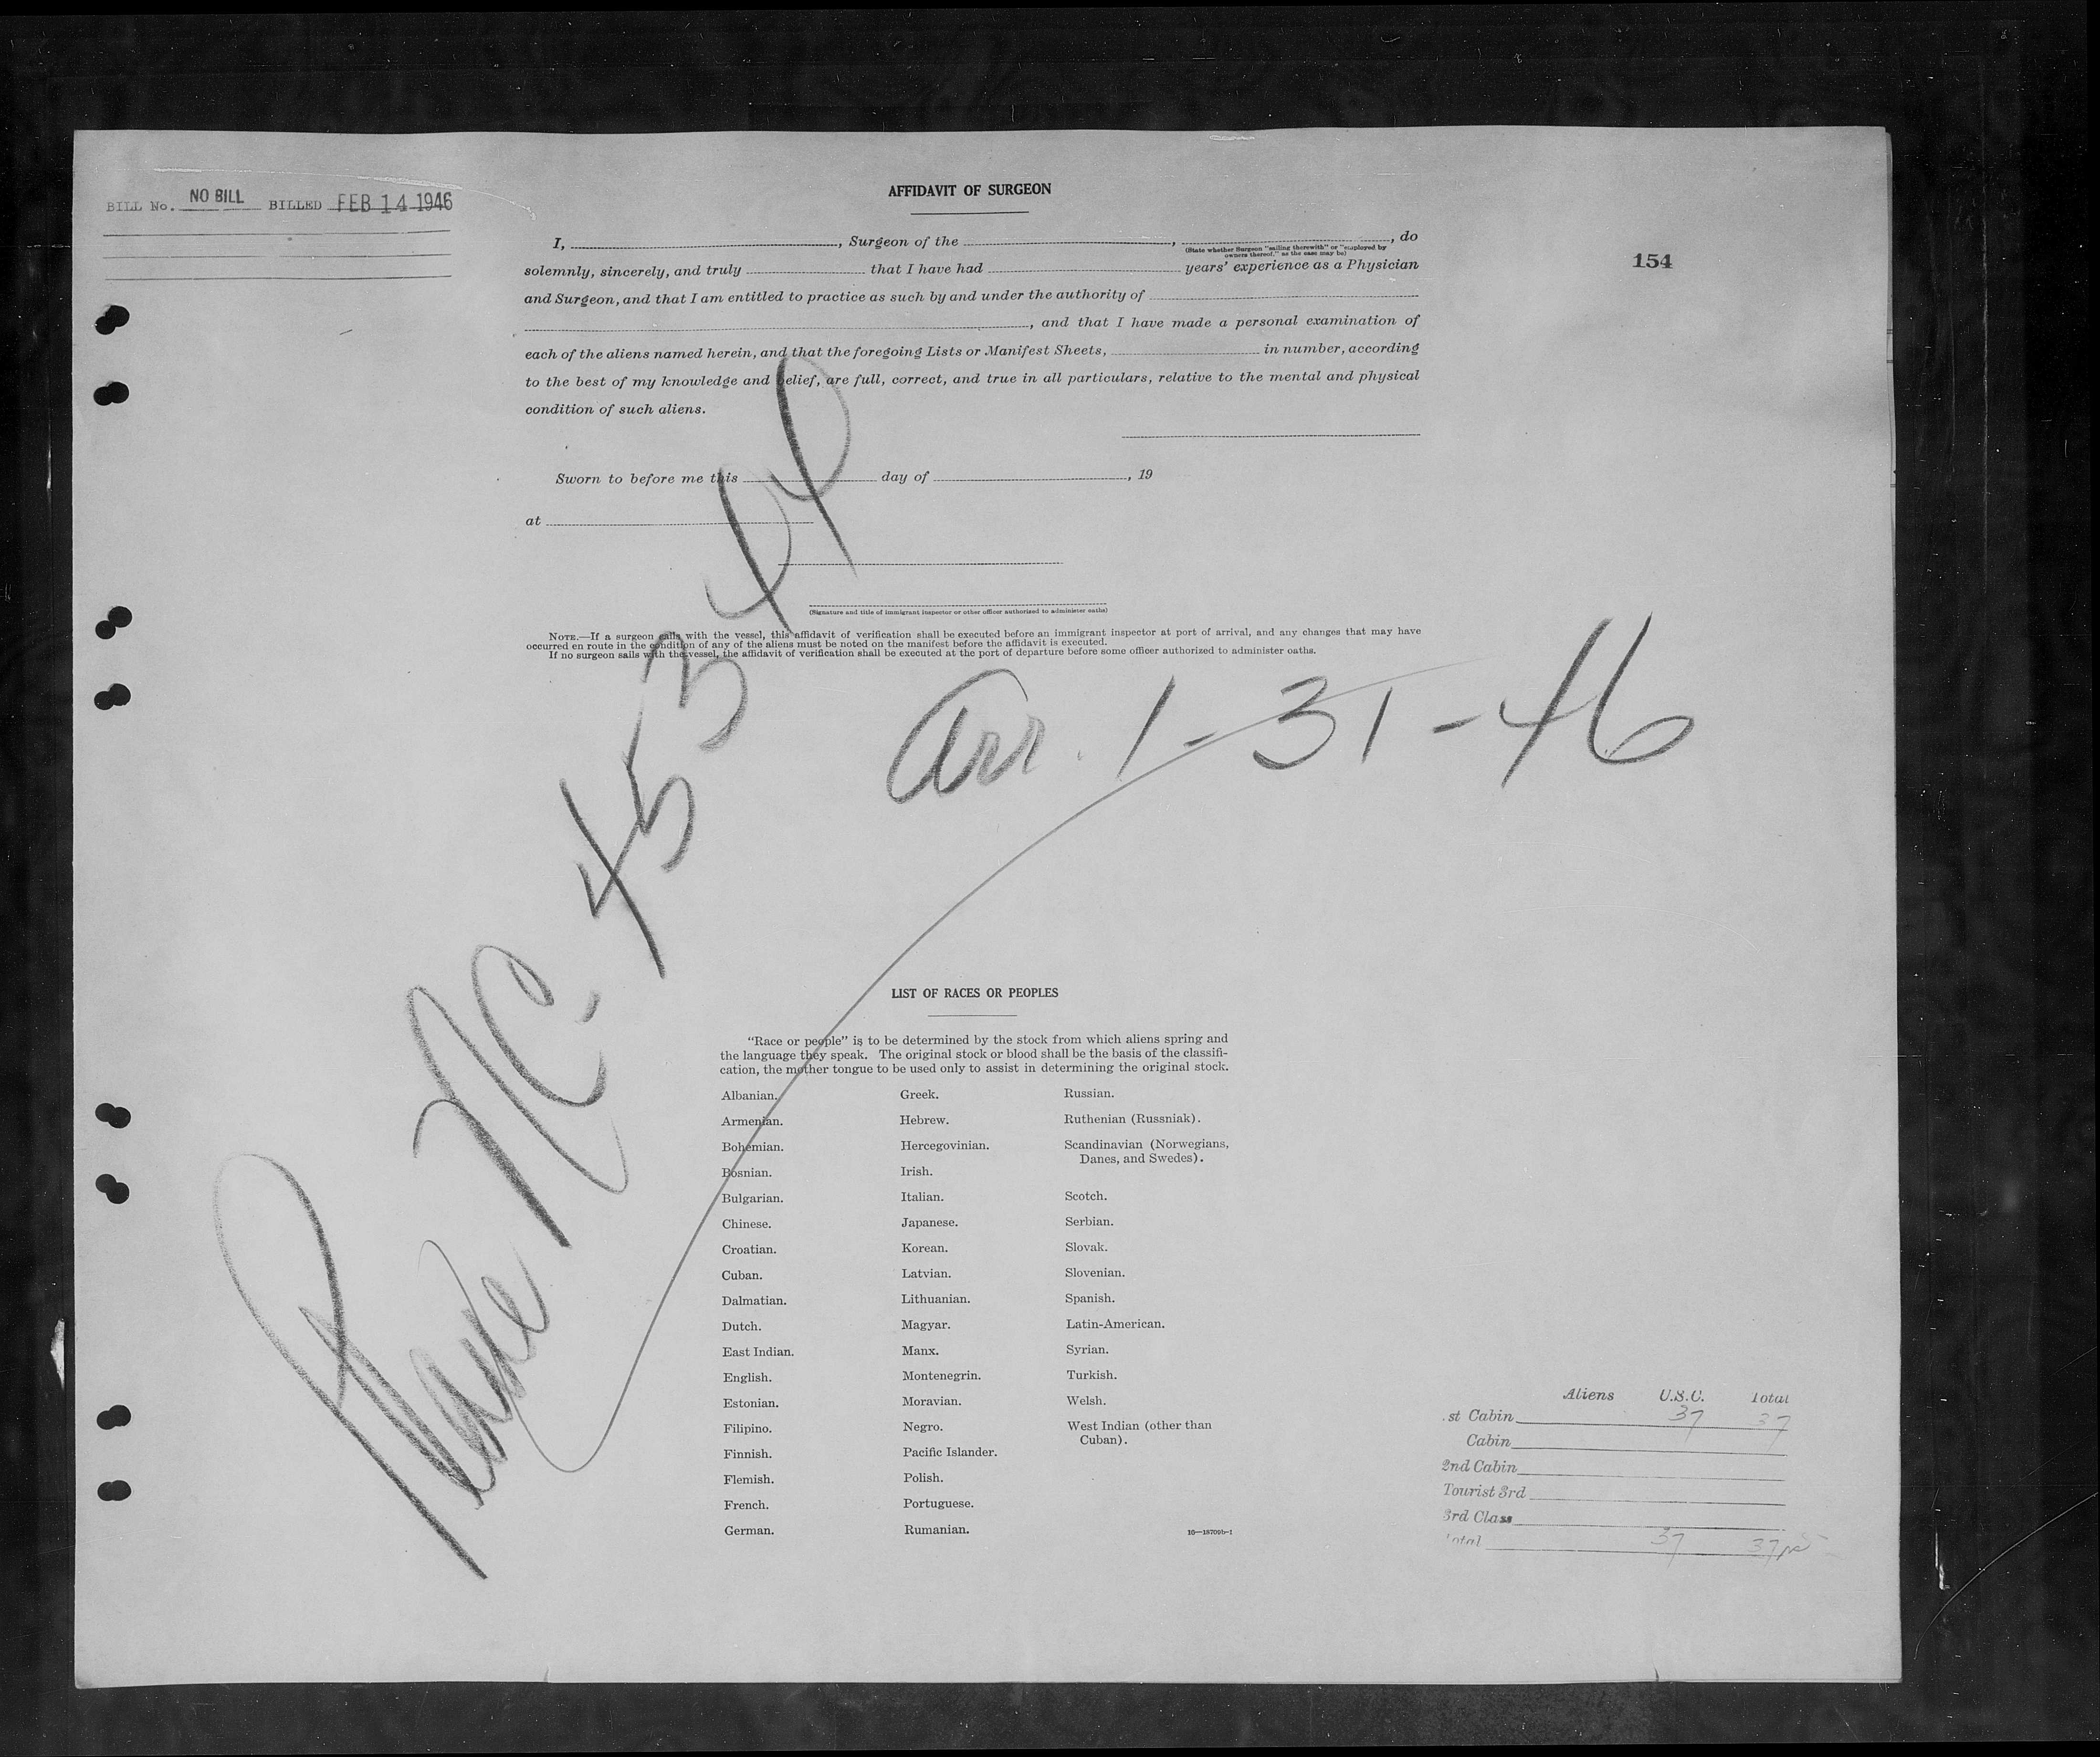 BILL No. NO BILL BILLED FEB 14 1946
AFFIDAVIT OF SURGEON
154
I, , Surgeon of the , , do
(State whether Surgeon "sailing therewith" or "employed by
owners thereof," as the case may be)
solemnly, sincerely, and truly that I have had years' experience as a Physician
and Surgeon, and that I am entitled to practice as such by and under the authority of
, and that I have made a personal examination of
each of the aliens named herein, and that the foregoing Lists or Manifest Sheets, in number, according
to the best of my knowledge and belief, are full, correct, and true in all particulars, relative to the mental and physical
condition of such aliens.
Sworn to before me this day of , 19
at
(Signature and title of immigrant inspector or other officer authorized to administer oaths)
NOTE.—If a surgeon sails with the vessel, this affidavit of verification shall be executed before an immigrant inspector at port of arrival, and any changes that may have
occurred en route in the condition of any of the aliens must be noted on the manifest before the affidavit is executed.
If no surgeon sails with the vessel, the affidavit of verification shall be executed at the port of departure before some officer authorized to administer oaths.
Arr. 1-31-46
Plane NC-45344
LIST OF RACES OR PEOPLES
"Race or people" is to be determined by the stock from which aliens spring and
the language they speak. The original stock or blood shall be the basis of the classifi-
cation, the mother tongue to be used only to assist in determining the original stock.
Albanian.
Armenian.
Bohemian.
Bosnian.
Bulgarian.
Chinese.
Croatian.
Cuban.
Dalmatian.
Dutch.
East Indian.
English.
Estonian.
Filipino.
Finnish.
Flemish.
French.
German.
Greek.
Hebrew.
Hercegovinian.
Irish.
Italian.
Japanese.
Korean.
Latvian.
Lithuanian.
Magyar.
Manx.
Montenegrin.
Moravian.
Negro.
Pacific Islander.
Polish.
Portuguese.
Rumanian.
Russian.
Ruthenian (Russniak).
Scandinavian (Norwegians,
Danes, and Swedes).
Scotch.
Serbian.
Slovak.
Slovenian.
Spanish.
Latin-American.
Syrian.
Turkish.
Welsh.
West Indian (other than
Cuban).
16—18709b-1
Aliens U.S.C. Total
st Cabin 37 37
Cabin
2nd Cabin
Tourist 3rd
3rd Class
Total 37 37